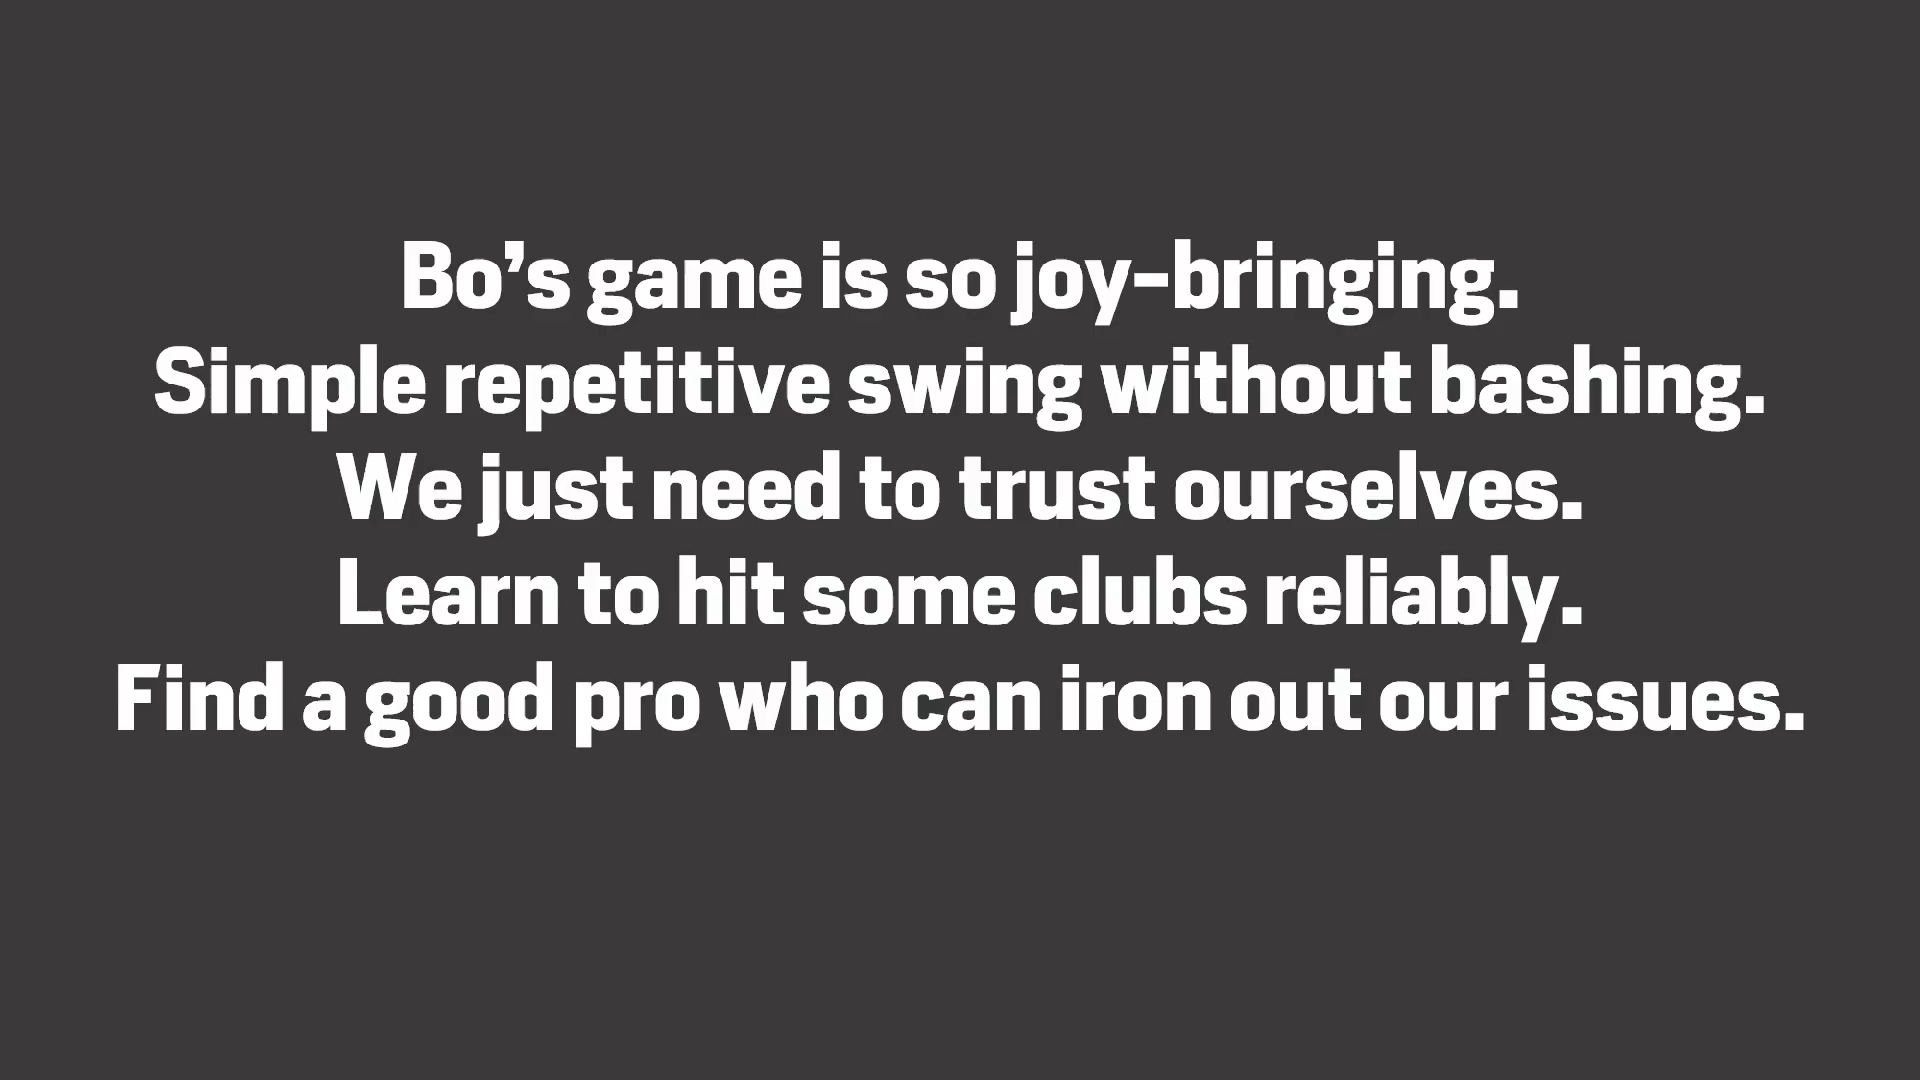 Bo’s game is so joy-bringing.
Simple repetitive swing without bashing.
We just need to trust ourselves.
Learn to hit some clubs reliably.
Find a good pro who can iron out our issues.